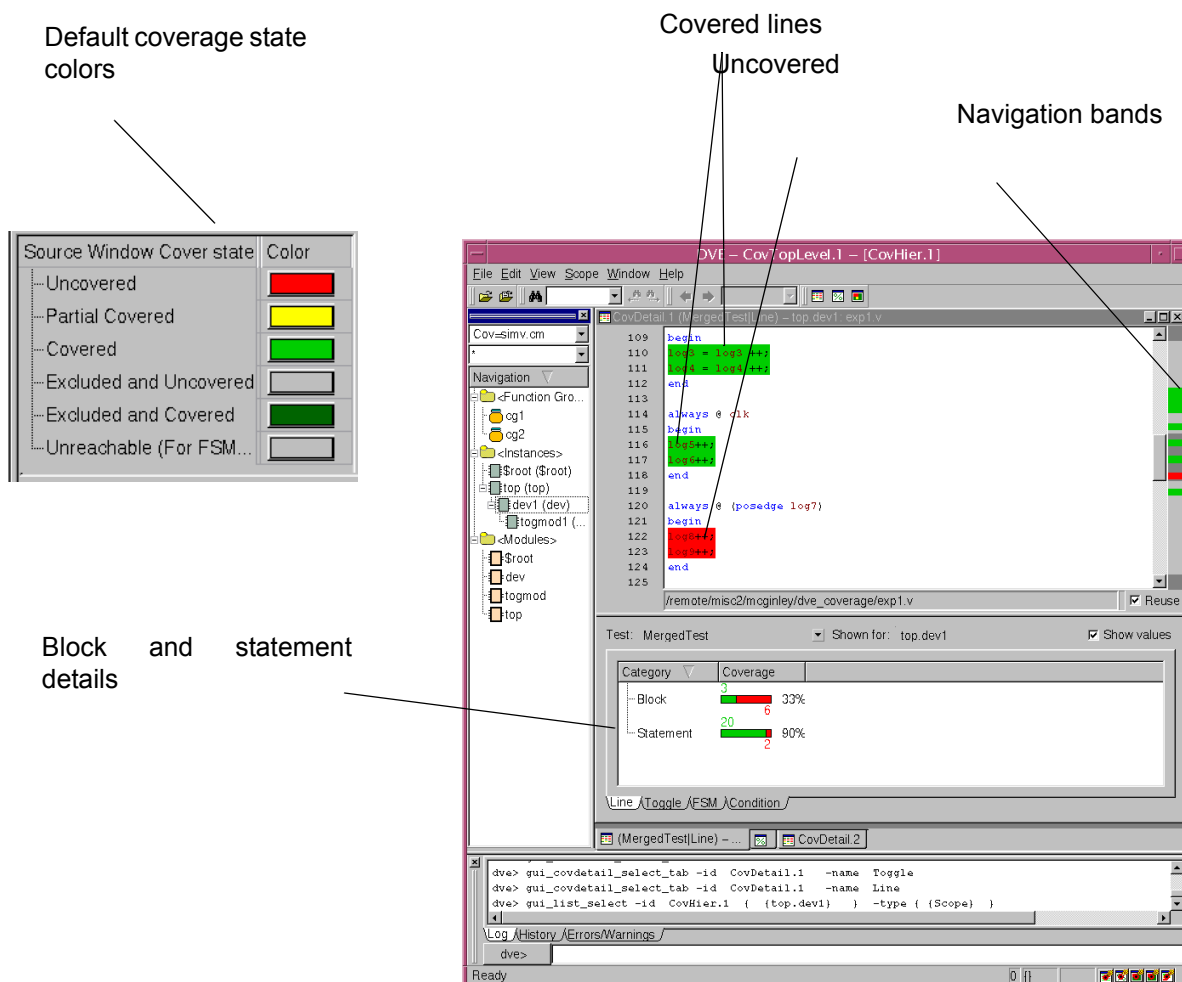 Default coverage state
colors
Covered lines
Uncovered
Navigation bands
Source Window Cover state Color
Uncovered
Partial Covered
Covered
Excluded and Uncovered
Excluded and Covered
Unreachable (For FSM...
DVE – CovTopLevel.1 – [CovHier.1]
File Edit View Scope Window Help
Cov=simv.cm
*
Navigation
<Function Gro...
cg1
cg2
<Instances>
$root ($root)
top (top)
dev1 (dev)
togmod1 (...
<Modules>
$root
dev
togmod
top
CovDetail.1 (MergedTest|Line) – top.dev1: exp1.v
109 begin
110 log3 = log3 ++;
111 log4 = log4 ++;
112 end
113
114 always @ clk
115 begin
116 log5++;
117 log6++;
118 end
119
120 always @ (posedge log7)
121 begin
122 log8++;
123 log9++;
124 end
125
/remote/misc2/mcginley/dve_coverage/exp1.v Reuse
Block and statement
details
Test: MergedTest Shown for: top.dev1 Show values
Category Coverage
Block 3 6 33%
Statement 20 2 90%
Line Toggle FSM Condition
(MergedTest|Line) – ... CovDetail.2
dve> gui_covdetail_select_tab -id CovDetail.1 -name Toggle
dve> gui_covdetail_select_tab -id CovDetail.1 -name Line
dve> gui_list_select -id CovHier.1 { {top.dev1} } -type { {Scope} }
Log History Errors/Warnings
dve>
Ready 0 {}